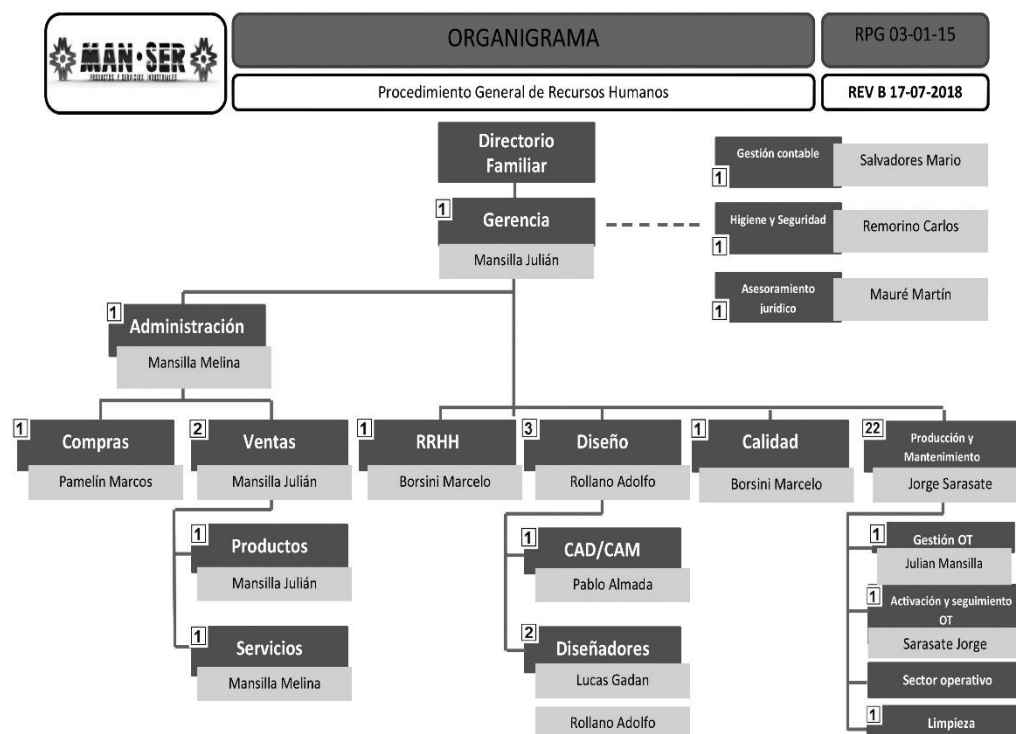 MAN·SER
PRODUCTOS Y SERVICIOS INDUSTRIALES
ORGANIGRAMA
RPG 03-01-15
Procedimiento General de Recursos Humanos
REV B 17-07-2018
Directorio
Familiar
1
Gerencia
Mansilla Julián
Gestión contable
1
Salvadores Mario
Higiene y Seguridad
1
Remorino Carlos
Asesoramiento
jurídico
1
Mauré Martín
1
Administración
Mansilla Melina
1
Compras
Pamelín Marcos
2
Ventas
Mansilla Julián
1
RRHH
Borsini Marcelo
3
Diseño
Rollano Adolfo
1
Calidad
Borsini Marcelo
22
Producción y
Mantenimiento
Jorge Sarasate
1
Productos
Mansilla Julián
1
Servicios
Mansilla Melina
1
CAD/CAM
Pablo Almada
2
Diseñadores
Lucas Gadan
Rollano Adolfo
1
Gestión OT
Julian Mansilla
1
Activación y seguimiento
OT
Sarasate Jorge
Sector operativo
1
Limpieza